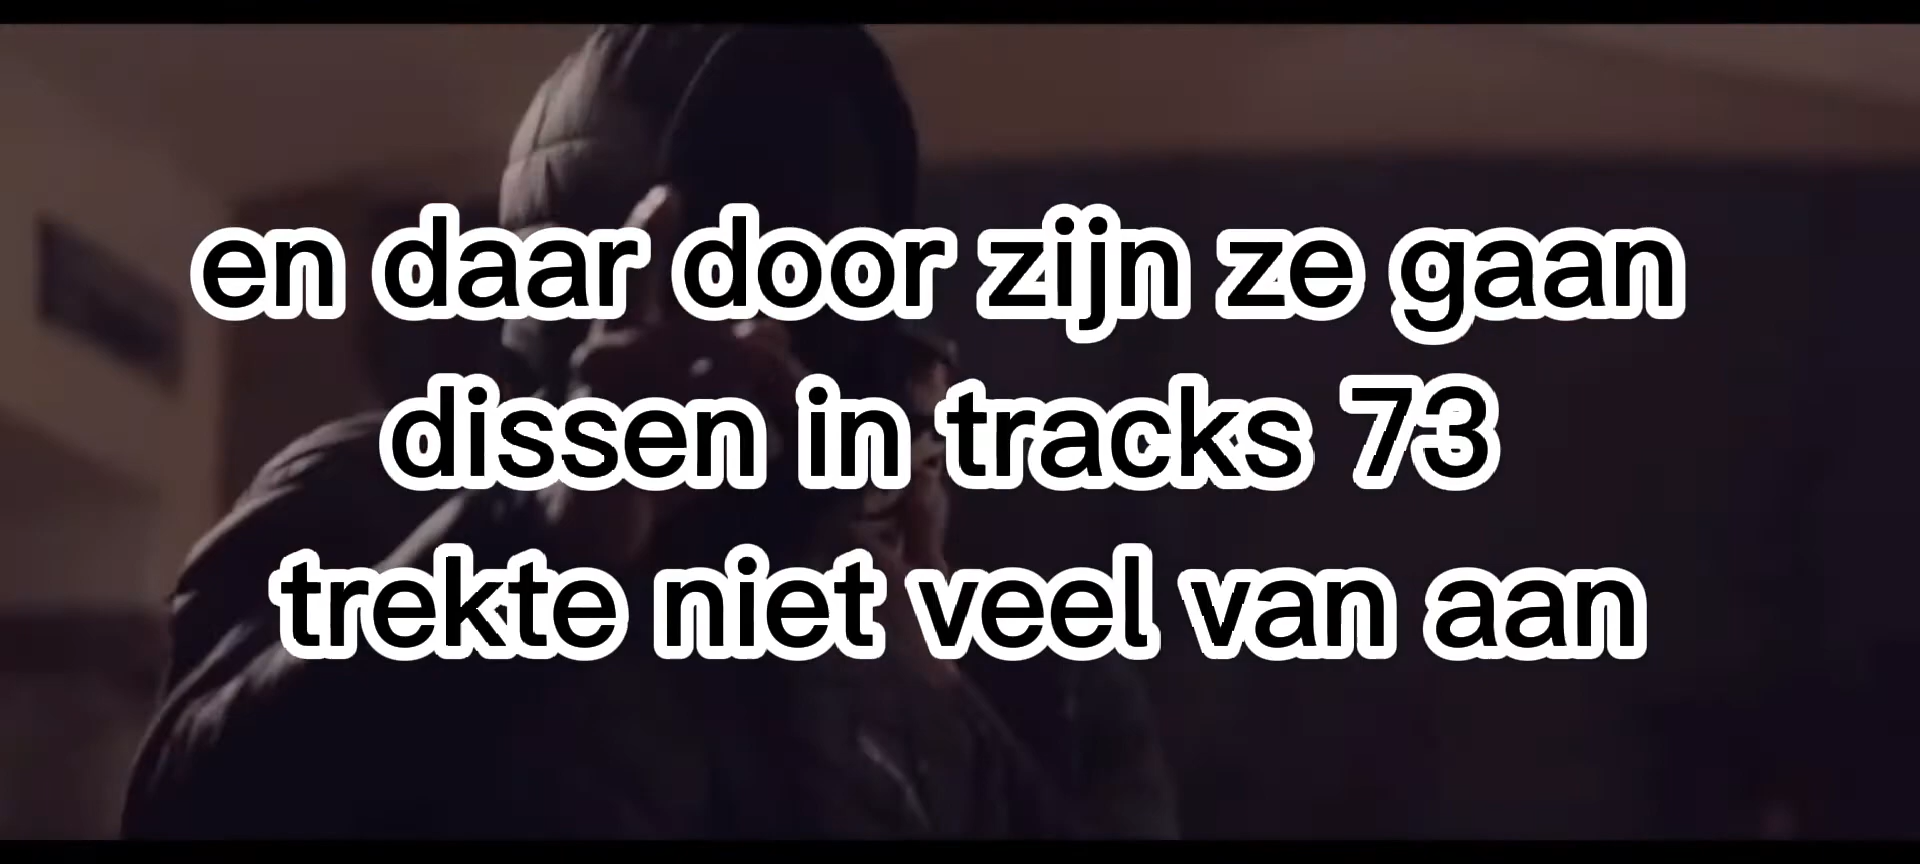 en daar door zijn ze gaan
dissen in tracks 73
trekte niet veel van aan